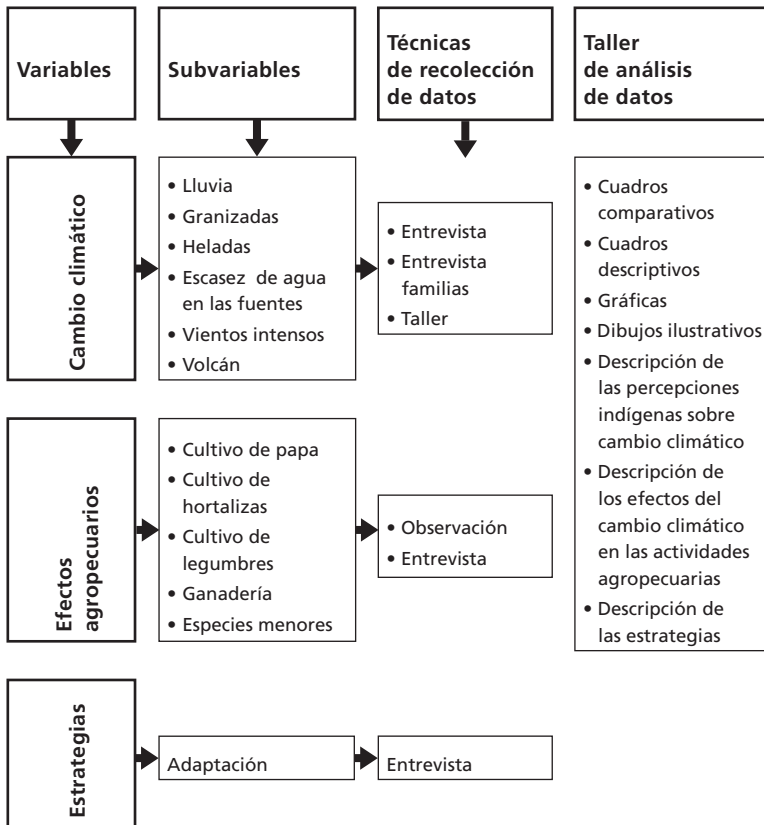 Variables
Subvariables
Técnicas
de recolección
de datos
Taller
de análisis
de datos
Cambio climático
• Lluvia
• Granizadas
• Heladas
• Escasez de agua
en las fuentes
• Vientos intensos
• Volcán
• Entrevista
• Entrevista
familias
• Taller
• Cuadros
comparativos
• Cuadros
descriptivos
• Gráficas
• Dibujos ilustrativos
• Descripción de
las percepciones
indígenas sobre
cambio climático
• Descripción de
los efectos del
cambio climático
en las actividades
agropecuarias
• Descripción de
las estrategias
Efectos
agropecuarios
• Cultivo de papa
• Cultivo de
hortalizas
• Cultivo de
legumbres
• Ganadería
• Especies menores
• Observación
• Entrevista
Estrategias
Adaptación
Entrevista